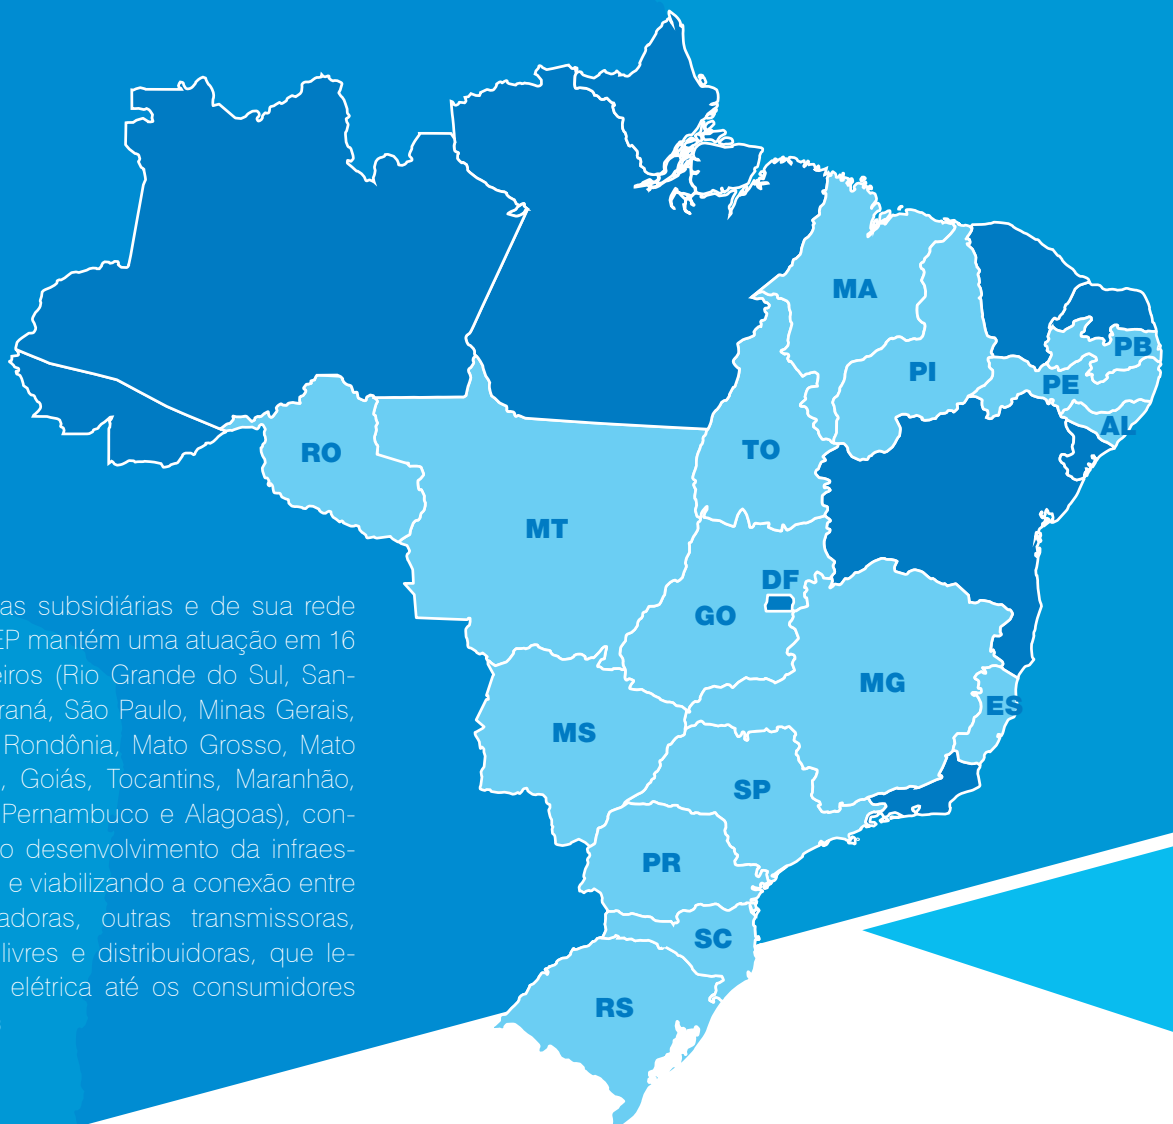 MA
PB
PI
PE
AL
TO
RO
MT
DF
GO
MG
ES
MS
SP
PR
SC
RS
as subsidiárias e de sua rede
EP mantém uma atuação em 16
eiros (Rio Grande do Sul, San-
raná, São Paulo, Minas Gerais,
Rondônia, Mato Grosso, Mato
, Goiás, Tocantins, Maranhão,
Pernambuco e Alagoas), con-
o desenvolvimento da infraes-
e viabilizando a conexão entre
adoras, outras transmissoras,
livres e distribuidoras, que le-
elétrica até os consumidores